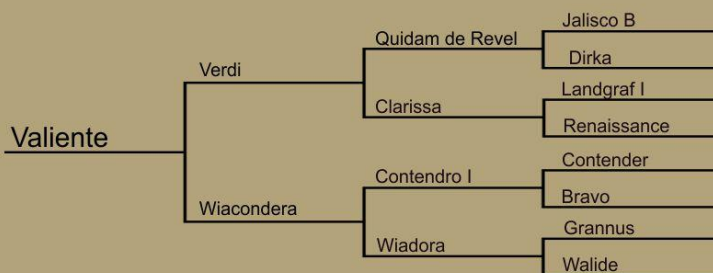 Jalisco B
Quidam de Revel
Dirka
Verdi
Landgraf I
Clarissa
Renaissance
Valiente
Contender
Contendro I
Bravo
Wiacondera
Grannus
Wiadora
Walide